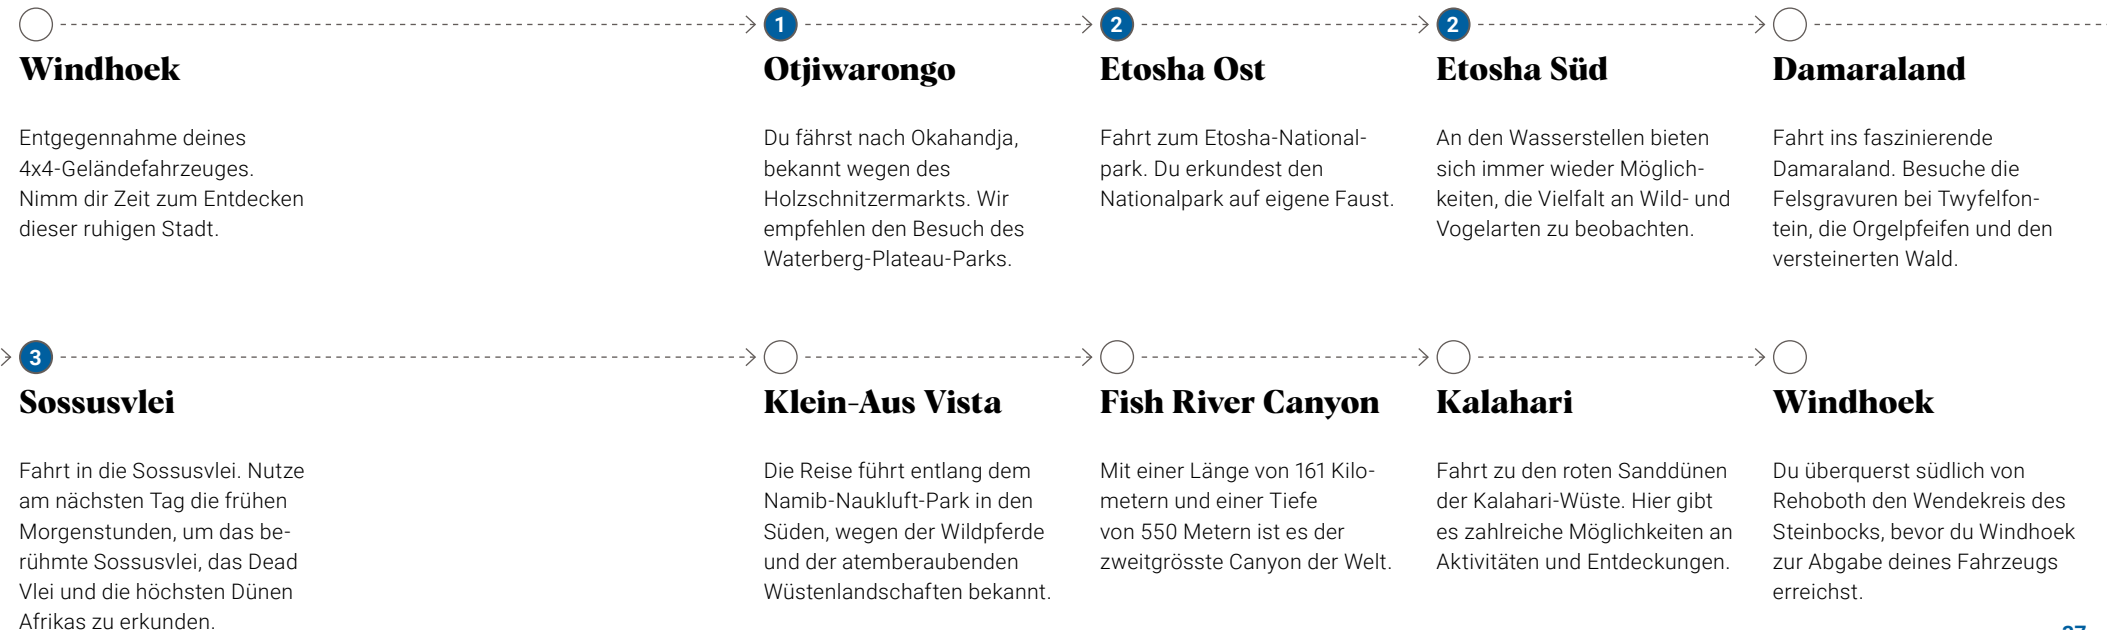 1
2
2
Windhoek
Entgegennahme deines
4x4-Geländefahrzeuges.
Nimm dir Zeit zum Entdecken
dieser ruhigen Stadt.
Otjiwarongo
Du fährst nach Okahandja,
bekannt wegen des
Holzschnitzermarkts. Wir
empfehlen den Besuch des
Waterberg-Plateau-Parks.
Etosha Ost
Fahrt zum Etosha-National-
park. Du erkundest den
Nationalpark auf eigene Faust.
Etosha Süd
An den Wasserstellen bieten
sich immer wieder Möglich-
keiten, die Vielfalt an Wild- und
Vogelarten zu beobachten.
Damaraland
Fahrt ins faszinierende
Damaraland. Besuche die
Felsgravuren bei Twyfelfon-
tein, die Orgelpfeifen und den
versteinerten Wald.
3
Sossusvlei
Fahrt in die Sossusvlei. Nutze
am nächsten Tag die frühen
Morgenstunden, um das be-
rühmte Sossusvlei, das Dead
Vlei und die höchsten Dünen
Afrikas zu erkunden.
Klein-Aus Vista
Die Reise führt entlang dem
Namib-Naukluft-Park in den
Süden, wegen der Wildpferde
und der atemberaubenden
Wüstenlandschaften bekannt.
Fish River Canyon
Mit einer Länge von 161 Kilo-
metern und einer Tiefe
von 550 Metern ist es der
zweitgrösste Canyon der Welt.
Kalahari
Fahrt zu den roten Sanddünen
der Kalahari-Wüste. Hier gibt
es zahlreiche Möglichkeiten an
Aktivitäten und Entdeckungen.
Windhoek
Du überquerst südlich von
Rehoboth den Wendekreis des
Steinbocks, bevor du Windhoek
zur Abgabe deines Fahrzeugs
erreichst.